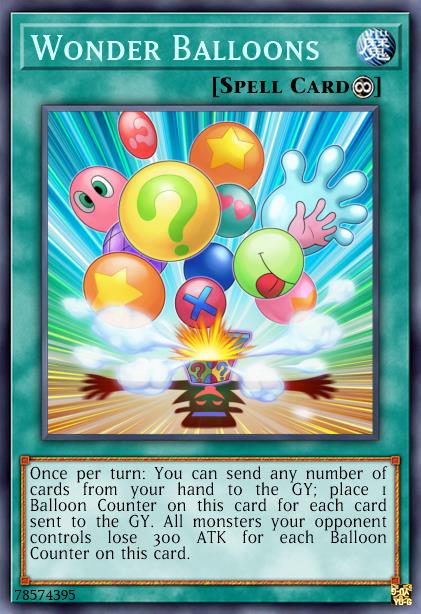 WONDER BALLOONS
魔
[SPELL CARD]
?
?
? ?
Once per turn: You can send any number of
cards from your hand to the GY; place 1
Balloon Counter on this card for each card
sent to the GY. All monsters your opponent
controls lose 300 ATK for each Balloon
Counter on this card.
78574395